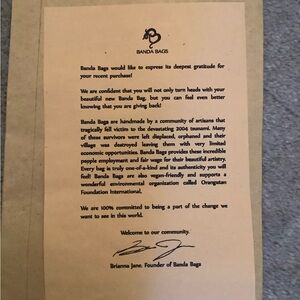 BANDA BAGS
Banda Bags would like to express its deepest gratitude for
your recent purchase!
We are confident that you will not only turn heads with your
beautiful new Banda Bag, but you can feel even better
knowing that you are giving back!
Banda Bags are handmade by a community of artisans that
tragically fell victims to the devastating 2004 tsunami. Many
of these survivors were left displaced, orphaned and their
village was destroyed leaving them with very limited
economic opportunities. Banda Bags provides these incredible
people employment and fair wage for their beautiful artistry.
Every bag is truly one-of-a-kind and its authenticity you will
feel! Banda Bags are also vegan-friendly and supports a
wonderful environmental organization called Orangutan
Foundation International.
We are 100% committed to being a part of the change we
want to see in this world.
Welcome to our community.
Brianna Jane, Founder of Banda Bags